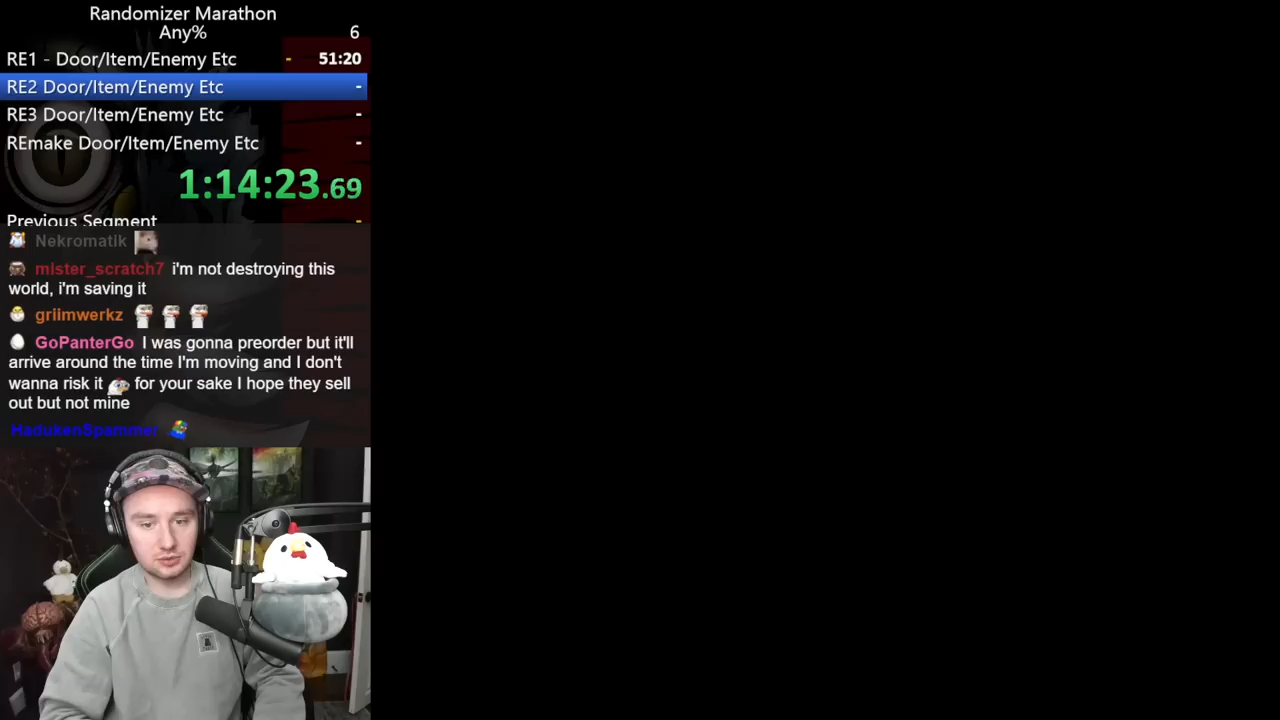 Randomizer Marathon
Any% 6
RE1 - Door/Item/Enemy Etc - 51:20
RE2 Door/Item/Enemy Etc -
RE3 Door/Item/Enemy Etc -
REmake Door/Item/Enemy Etc -
1:14:23.69
Previous Segment -
Nekromatik
mister_scratch7 i'm not destroying this
world, i'm saving it
griimwerkz
GoPanterGo I was gonna preorder but it'll
arrive around the time I'm moving and I don't
wanna risk it for your sake I hope they sell
out but not mine
HadukenSpammer